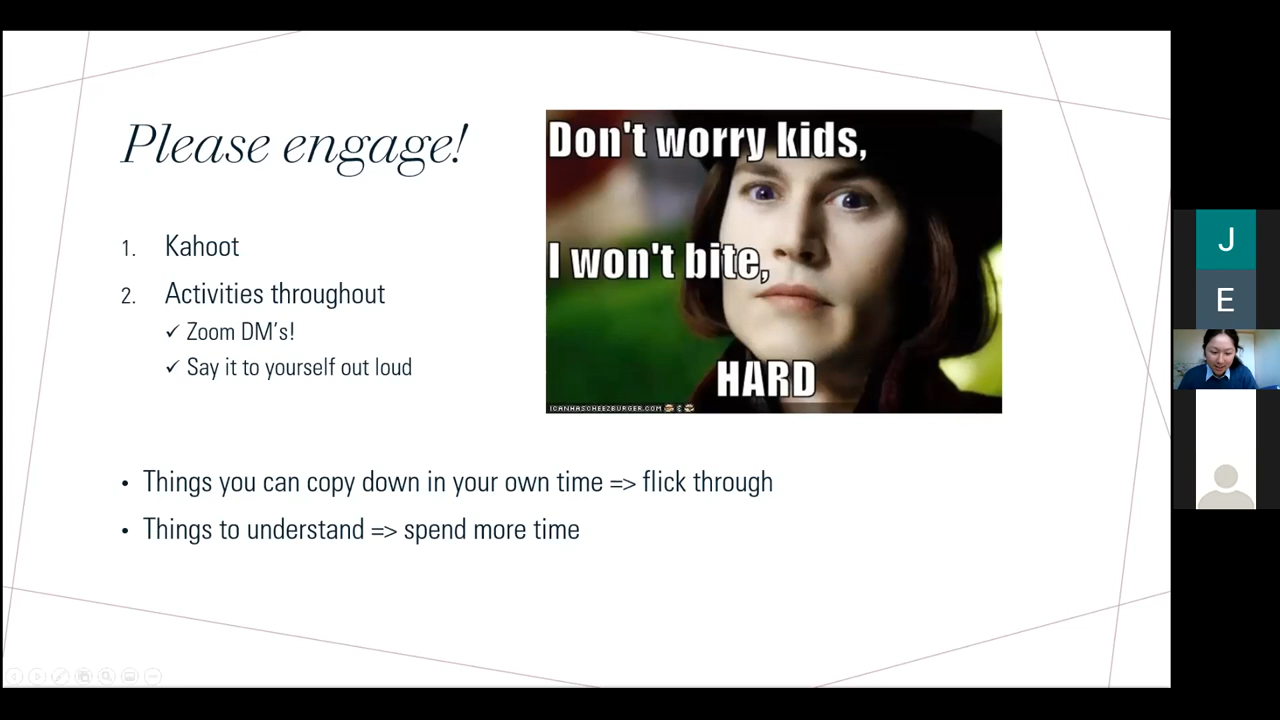 Please engage!
1. Kahoot
2. Activities throughout
✓ Zoom DM's!
✓ Say it to yourself out loud
Don't worry kids,
I won't bite,
HARD
ICANHASCHEEZBURGER.COM
• Things you can copy down in your own time => flick through
• Things to understand => spend more time
J
E